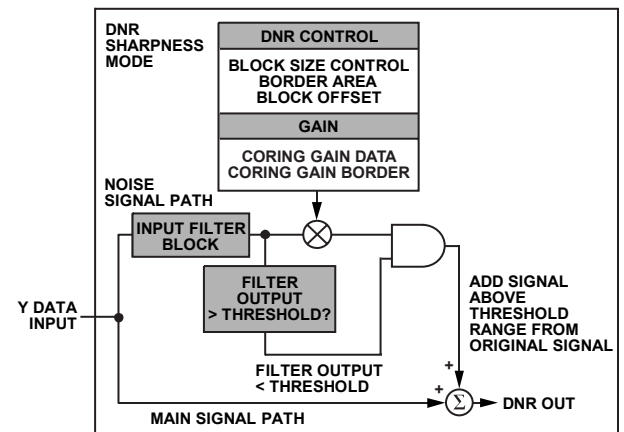 DNR
SHARPNESS
MODE
DNR CONTROL
BLOCK SIZE CONTROL
BORDER AREA
BLOCK OFFSET
GAIN
CORING GAIN DATA
CORING GAIN BORDER
NOISE
SIGNAL PATH
INPUT FILTER
BLOCK
FILTER
OUTPUT
> THRESHOLD?
Y DATA
INPUT
FILTER OUTPUT
< THRESHOLD
ADD SIGNAL
ABOVE
THRESHOLD
RANGE FROM
ORIGINAL SIGNAL
+
+
Σ
DNR OUT
MAIN SIGNAL PATH